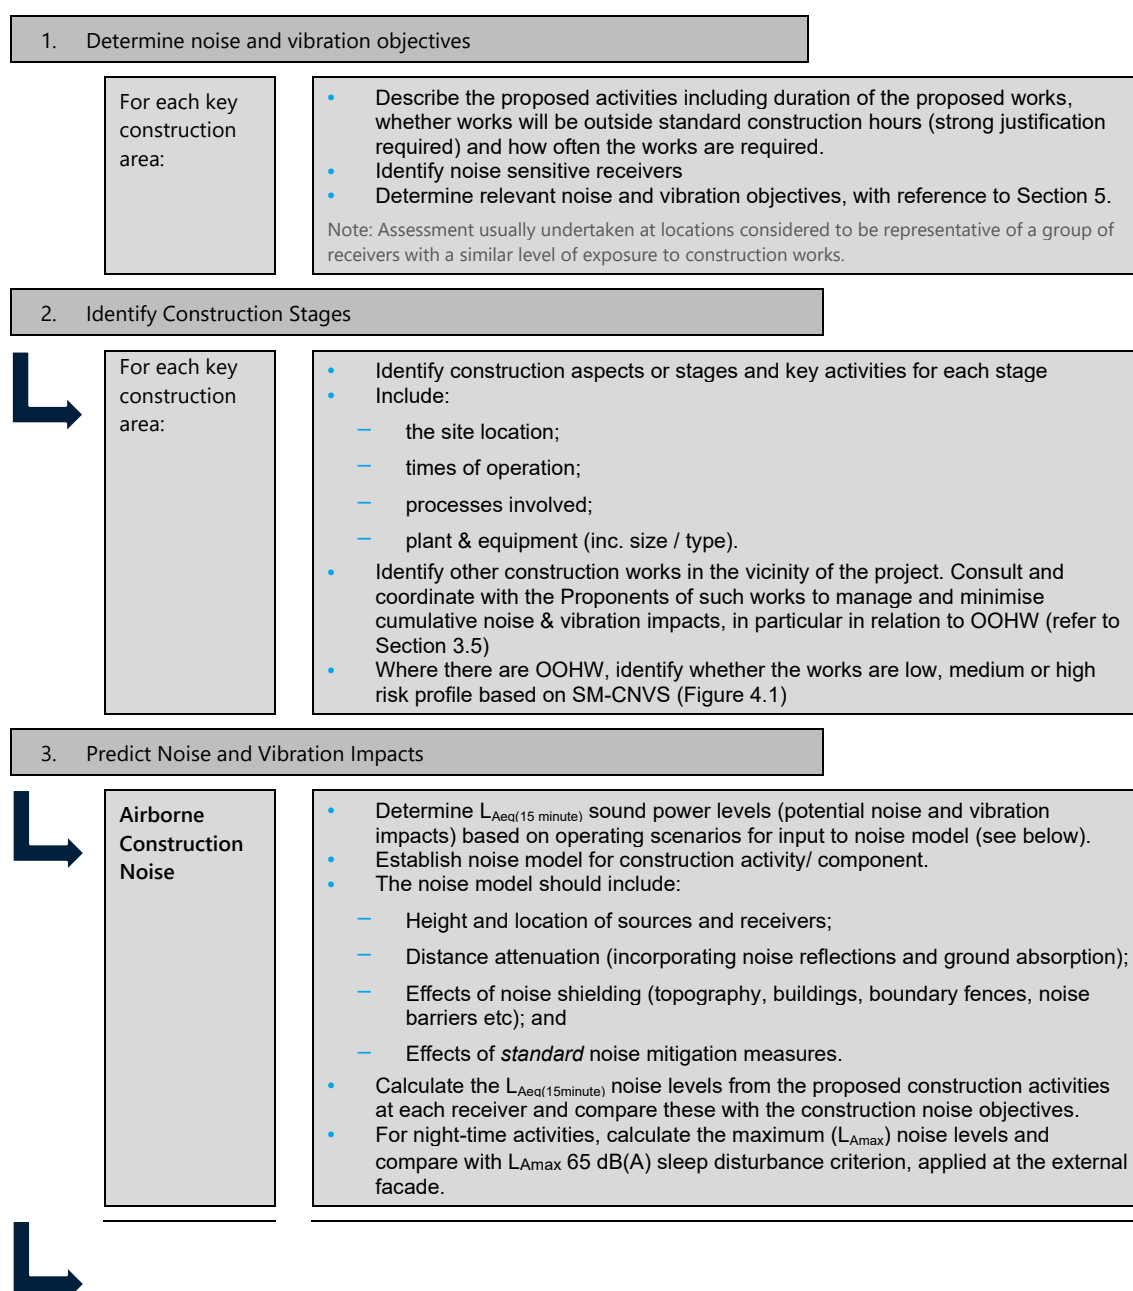 1. Determine noise and vibration objectives
For each key
construction
area:
• Describe the proposed activities including duration of the proposed works,
whether works will be outside standard construction hours (strong justification
required) and how often the works are required.
• Identify noise sensitive receivers
• Determine relevant noise and vibration objectives, with reference to Section 5.
Note: Assessment usually undertaken at locations considered to be representative of a group of
receivers with a similar level of exposure to construction works.
2. Identify Construction Stages
For each key
construction
area:
• Identify construction aspects or stages and key activities for each stage
• Include:
– the site location;
– times of operation;
– processes involved;
– plant & equipment (inc. size / type).
• Identify other construction works in the vicinity of the project. Consult and
coordinate with the Proponents of such works to manage and minimise
cumulative noise & vibration impacts, in particular in relation to OOHW (refer to
Section 3.5)
• Where there are OOHW, identify whether the works are low, medium or high
risk profile based on SM-CNVS (Figure 4.1)
3. Predict Noise and Vibration Impacts
Airborne
Construction
Noise
• Determine LAeq(15 minute) sound power levels (potential noise and vibration
impacts) based on operating scenarios for input to noise model (see below).
• Establish noise model for construction activity/ component.
• The noise model should include:
– Height and location of sources and receivers;
– Distance attenuation (incorporating noise reflections and ground absorption);
– Effects of noise shielding (topography, buildings, boundary fences, noise
barriers etc); and
– Effects of standard noise mitigation measures.
• Calculate the LAeq(15minute) noise levels from the proposed construction activities
at each receiver and compare these with the construction noise objectives.
• For night-time activities, calculate the maximum (LAmax) noise levels and
compare with LAmax 65 dB(A) sleep disturbance criterion, applied at the external
facade.